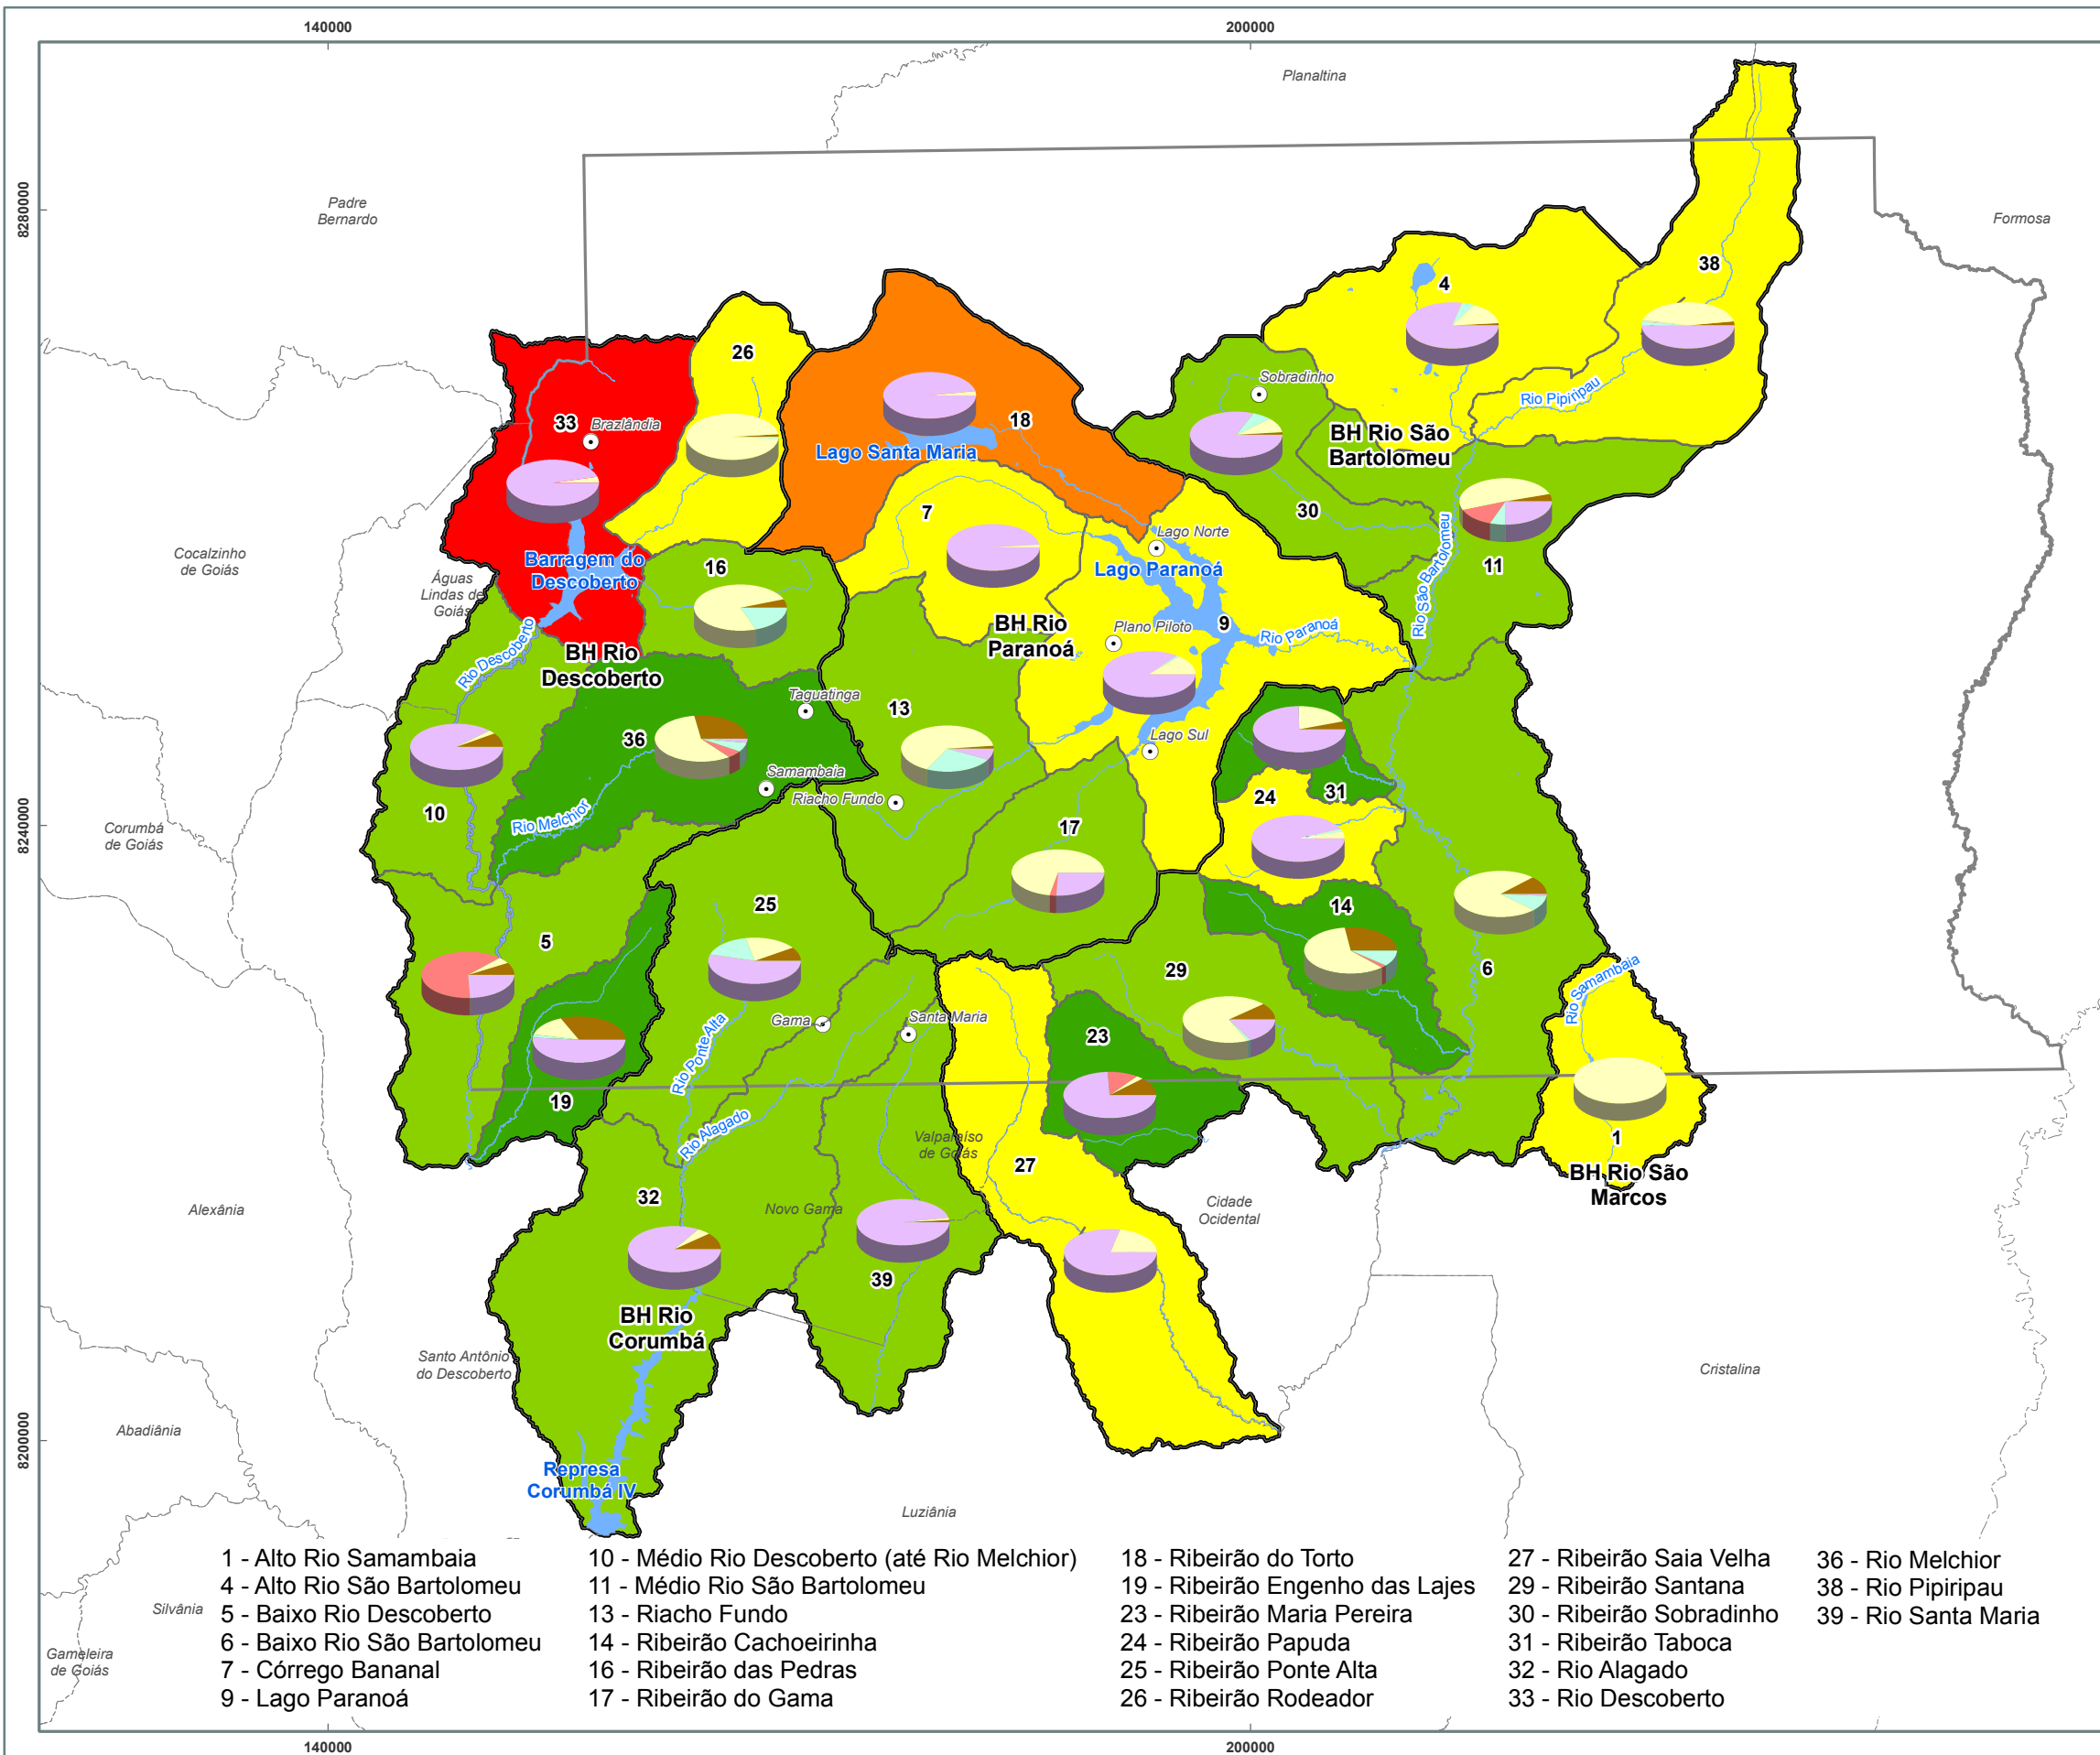 140000
200000
Planaltina
8280000
Padre
Bernardo
Formosa
38
4
26
Sobradinho
Rio Pipiripau
33
Brazlândia
18
BH Rio São
Bartolomeu
Lago Santa Maria
7
30
Lago Norte
Rio São Bartolomeu
Cocalzinho
de Goiás
Águas
Lindas de
Goiás
Barragem do
Descoberto
16
Lago Paranoá
11
BH Rio
Paranoá
Plano Piloto
9
Rio Paranoá
Rio Descoberto
BH Rio
Descoberto
Taguatinga
13
36
Lago Sul
Samambaia
Riacho Fundo
24
31
8240000
Corumbá
de Goiás
10
Rio Melchior
17
25
14
5
29
6
Rio Samambaia
Gama
Santa Maria
Rio Ponte Alta
23
19
Rio Alagado
Valparaíso
de Goiás
1
27
BH Rio São
Marcos
32
Alexânia
Novo Gama
Cidade
Ocidental
39
BH Rio
Corumbá
Santo Antônio
do Descoberto
Cristalina
Abadiânia
8200000
Represa
Corumbá IV
Luziânia
Silvânia
Gameleira
de Goiás
1 - Alto Rio Samambaia
4 - Alto Rio São Bartolomeu
5 - Baixo Rio Descoberto
6 - Baixo Rio São Bartolomeu
7 - Córrego Bananal
9 - Lago Paranoá
10 - Médio Rio Descoberto (até Rio Melchior)
11 - Médio Rio São Bartolomeu
13 - Riacho Fundo
14 - Ribeirão Cachoeirinha
16 - Ribeirão das Pedras
17 - Ribeirão do Gama
18 - Ribeirão do Torto
19 - Ribeirão Engenho das Lajes
23 - Ribeirão Maria Pereira
24 - Ribeirão Papuda
25 - Ribeirão Ponte Alta
26 - Ribeirão Rodeador
27 - Ribeirão Saia Velha
29 - Ribeirão Santana
30 - Ribeirão Sobradinho
31 - Ribeirão Taboca
32 - Rio Alagado
33 - Rio Descoberto
36 - Rio Melchior
38 - Rio Pipiripau
39 - Rio Santa Maria
140000
200000